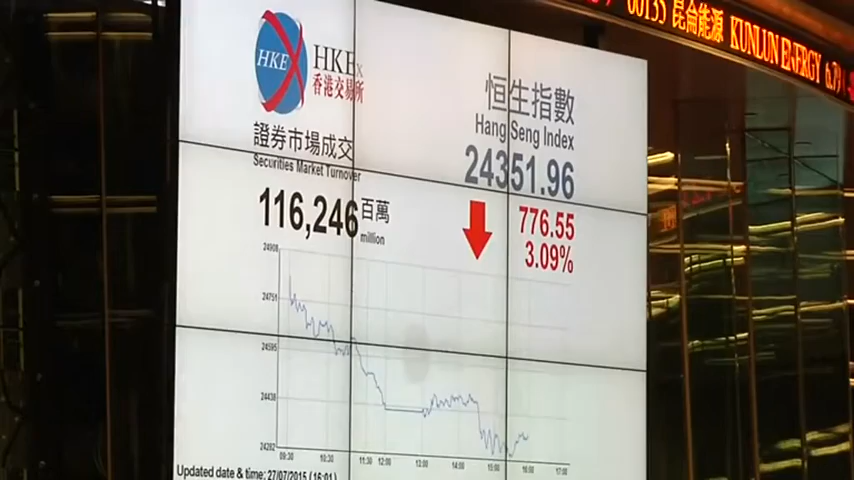 00135 昆侖能源 KUNLUN ENERGY 6.79
HKEX
HKEx
香港交易所
恒生指數
Hang Seng Index
24351.96
證券市場成交
Securities Market Turnover
116,246 百萬
million
776.55
3.09%
24908
24751
24595
24438
24282
09:30 10:30 11:30 12:00 13:00 14:00 15:00 16:00 17:00
Updated date & time: 27/07/2015 (16:01)